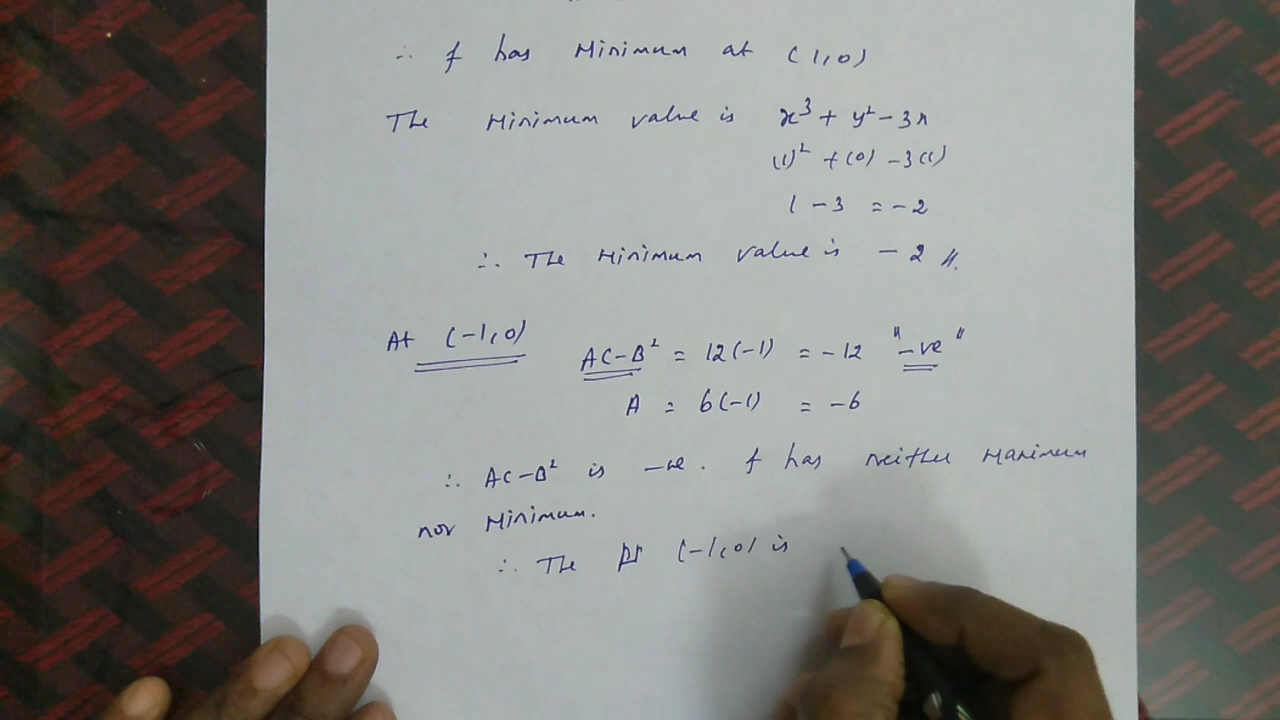 ∴ f has Minimum at (1,0)
The Minimum value is x³ + y² - 3x
(1)² + (0) - 3(1)
1 - 3 = -2
∴ The Minimum value is -2 //.
At (-1,0) AC-B² = 12(-1) = -12 "-ve"
A = 6(-1) = -6
∴ AC-B² is -ve. f has neither Maximum
nor Minimum.
∴ The pt (-1,0) is